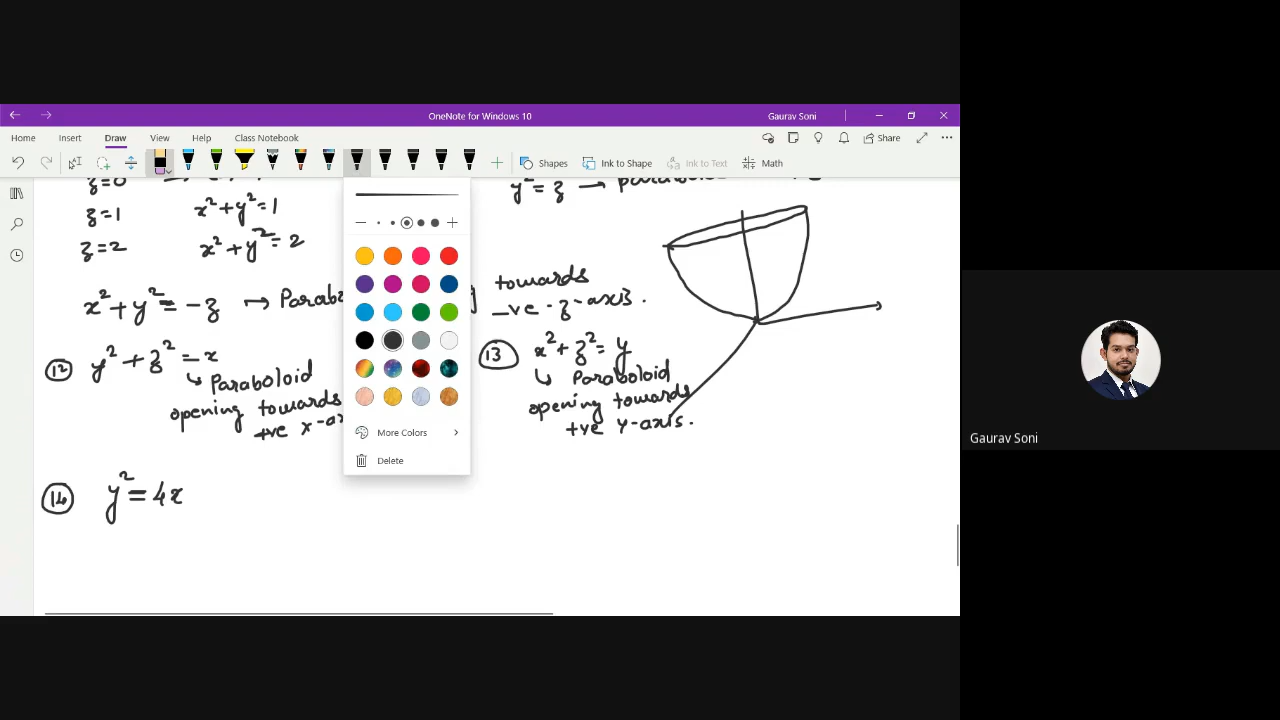 OneNote for Windows 10
Gaurav Soni
Home Insert Draw View Help Class Notebook
Share
Shapes Ink to Shape Ink to Text Math
z=0
z=1 x²+y²=1
z=2 x²+y²=2
y²=z →
x²+y²=-z → Parabo
towards
-ve-z-axis.
(12) y²+z²=x
↳ Paraboloid
opening towards
+ve x-ax
(13) x²+z²=y
↳ Paraboloid
opening towards
+ve y-axis.
More Colors
Delete
(14) y²=4x
Gaurav Soni